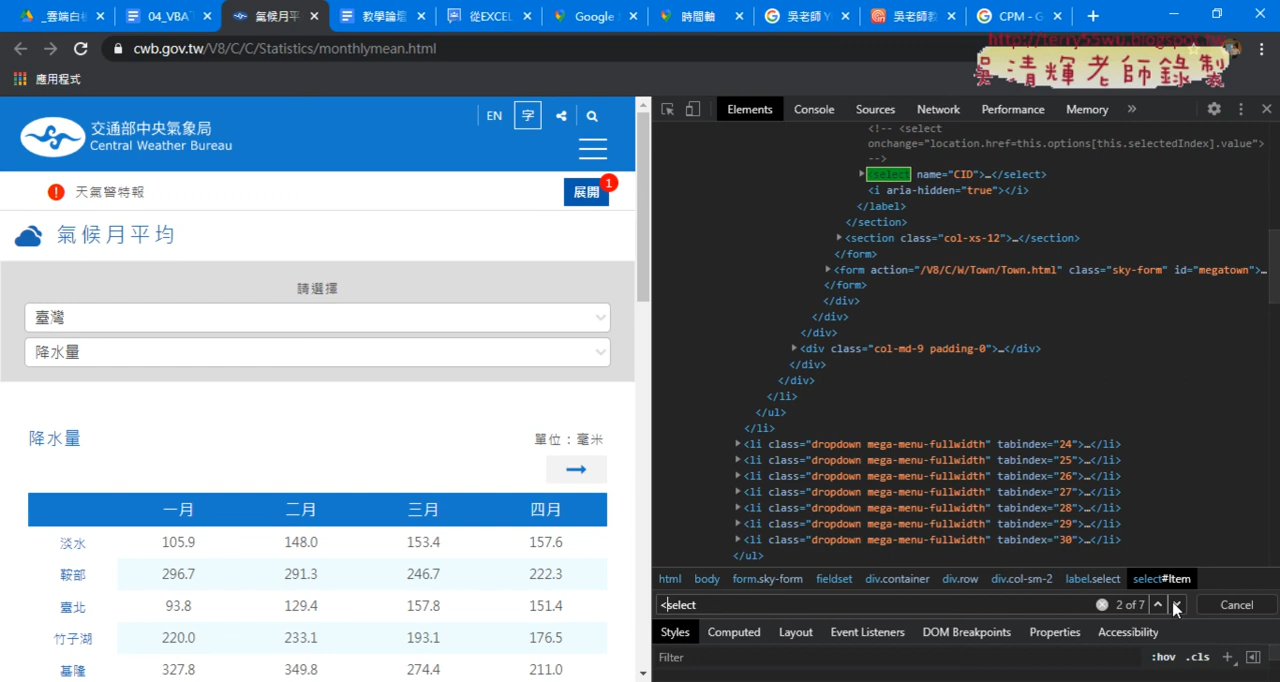 _雲端白板
04_VBA
氣候月平
教學論壇
從EXCEL
Google
時間軸
吳老師 Y
吳老師教
CPM - G
cwb.gov.tw/V8/C/C/Statistics/monthlymean.html
http://terry55wu.blogspot.tw
吳清輝老師錄製
應用程式
交通部中央氣象局
Central Weather Bureau
EN
字
天氣警特報
展開
1
氣候月平均
請選擇
臺灣
降水量
降水量
單位：毫米
一月 二月 三月 四月
淡水 105.9 148.0 153.4 157.6
鞍部 296.7 291.3 246.7 222.3
臺北 93.8 129.4 157.8 151.4
竹子湖 220.0 233.1 193.1 176.5
基隆 327.8 349.8 274.4 211.0
Elements Console Sources Network Performance Memory »
<!-- <select
onchange="location.href=this.options[this.selectedIndex].value">
-->
<select name="CID">…</select>
<i aria-hidden="true"></i>
</label>
</section>
<section class="col-xs-12">…</section>
</form>
<form action="/V8/C/W/Town/Town.html" class="sky-form" id="megatown">…
</form>
</div>
</div>
</div>
<div class="col-md-9 padding-0">…</div>
</div>
</div>
</li>
</ul>
</li>
<li class="dropdown mega-menu-fullwidth" tabindex="24">…</li>
<li class="dropdown mega-menu-fullwidth" tabindex="25">…</li>
<li class="dropdown mega-menu-fullwidth" tabindex="26">…</li>
<li class="dropdown mega-menu-fullwidth" tabindex="27">…</li>
<li class="dropdown mega-menu-fullwidth" tabindex="28">…</li>
<li class="dropdown mega-menu-fullwidth" tabindex="29">…</li>
<li class="dropdown mega-menu-fullwidth" tabindex="30">…</li>
</ul>
html body form.sky-form fieldset div.container div.row div.col-sm-2 label.select select#Item
<select 2 of 7 Cancel
Styles Computed Layout Event Listeners DOM Breakpoints Properties Accessibility
Filter :hov .cls